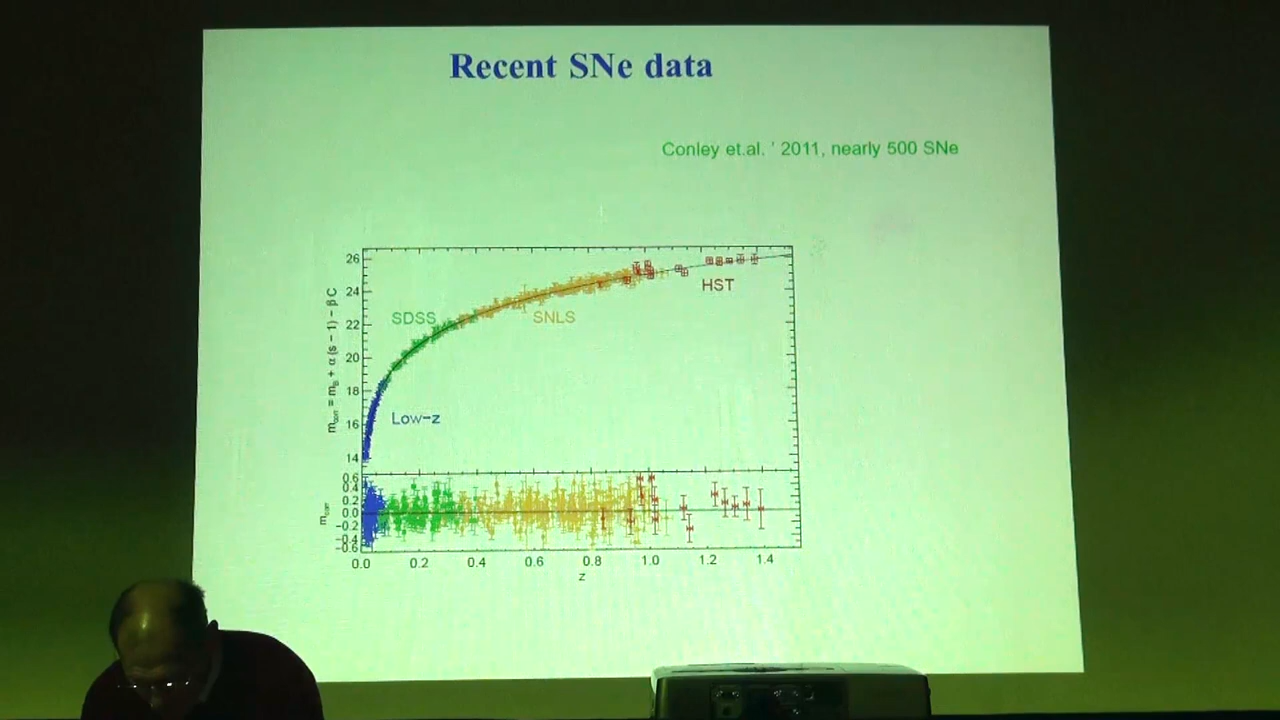 Recent SNe data
Conley et.al. ' 2011, nearly 500 SNe
26
24
22
20
18
16
14
m_corr = m_B + α (s − 1) − β C
SDSS
SNLS
HST
Low-z
0.6
0.4
0.2
0.0
−0.2
−0.4
−0.6
m_corr
0.0 0.2 0.4 0.6 0.8 1.0 1.2 1.4
z